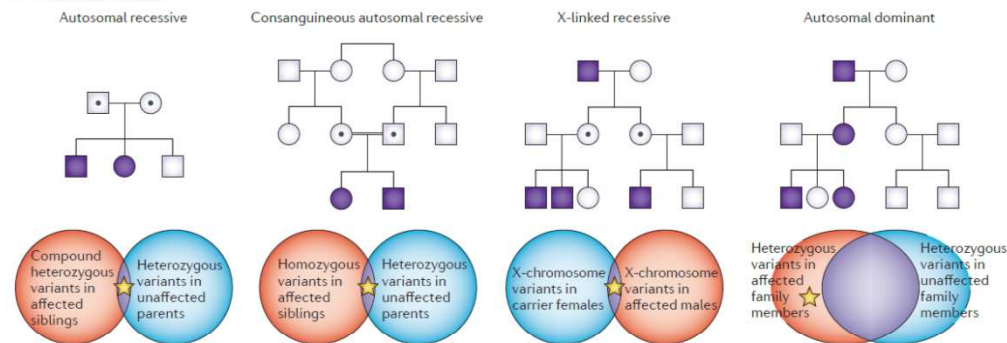 Autosomal recessive
Consanguineous autosomal recessive
X-linked recessive
Autosomal dominant
Compound
heterozygous
variants in
affected
siblings
Heterozygous
variants in
unaffected
parents
Homozygous
variants in
affected
siblings
Heterozygous
variants in
unaffected
parents
X-chromosome
variants in
carrier females
X-chromosome
variants in
affected males
Heterozygous
variants in
affected
family
members
Heterozygous
variants in
unaffected
family
members